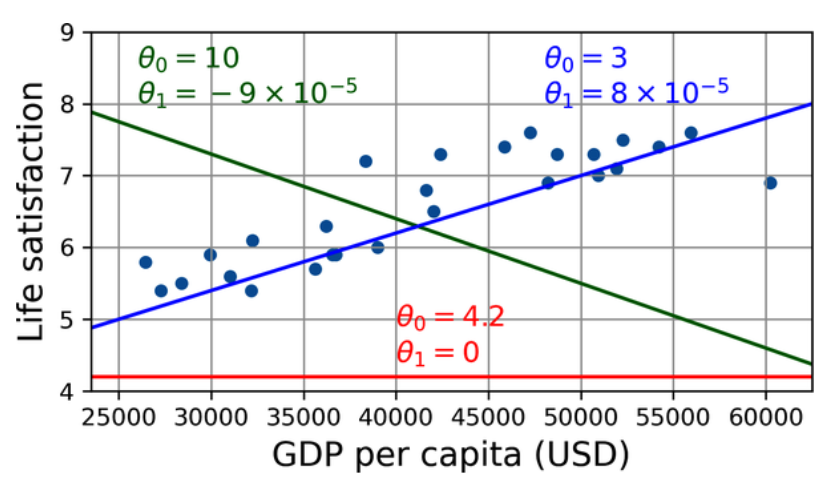 9
θ₀ = 10
θ₁ = −9 × 10⁻⁵
θ₀ = 3
θ₁ = 8 × 10⁻⁵
8
7
6
5
4
θ₀ = 4.2
θ₁ = 0
Life satisfaction
25000 30000 35000 40000 45000 50000 55000 60000
GDP per capita (USD)